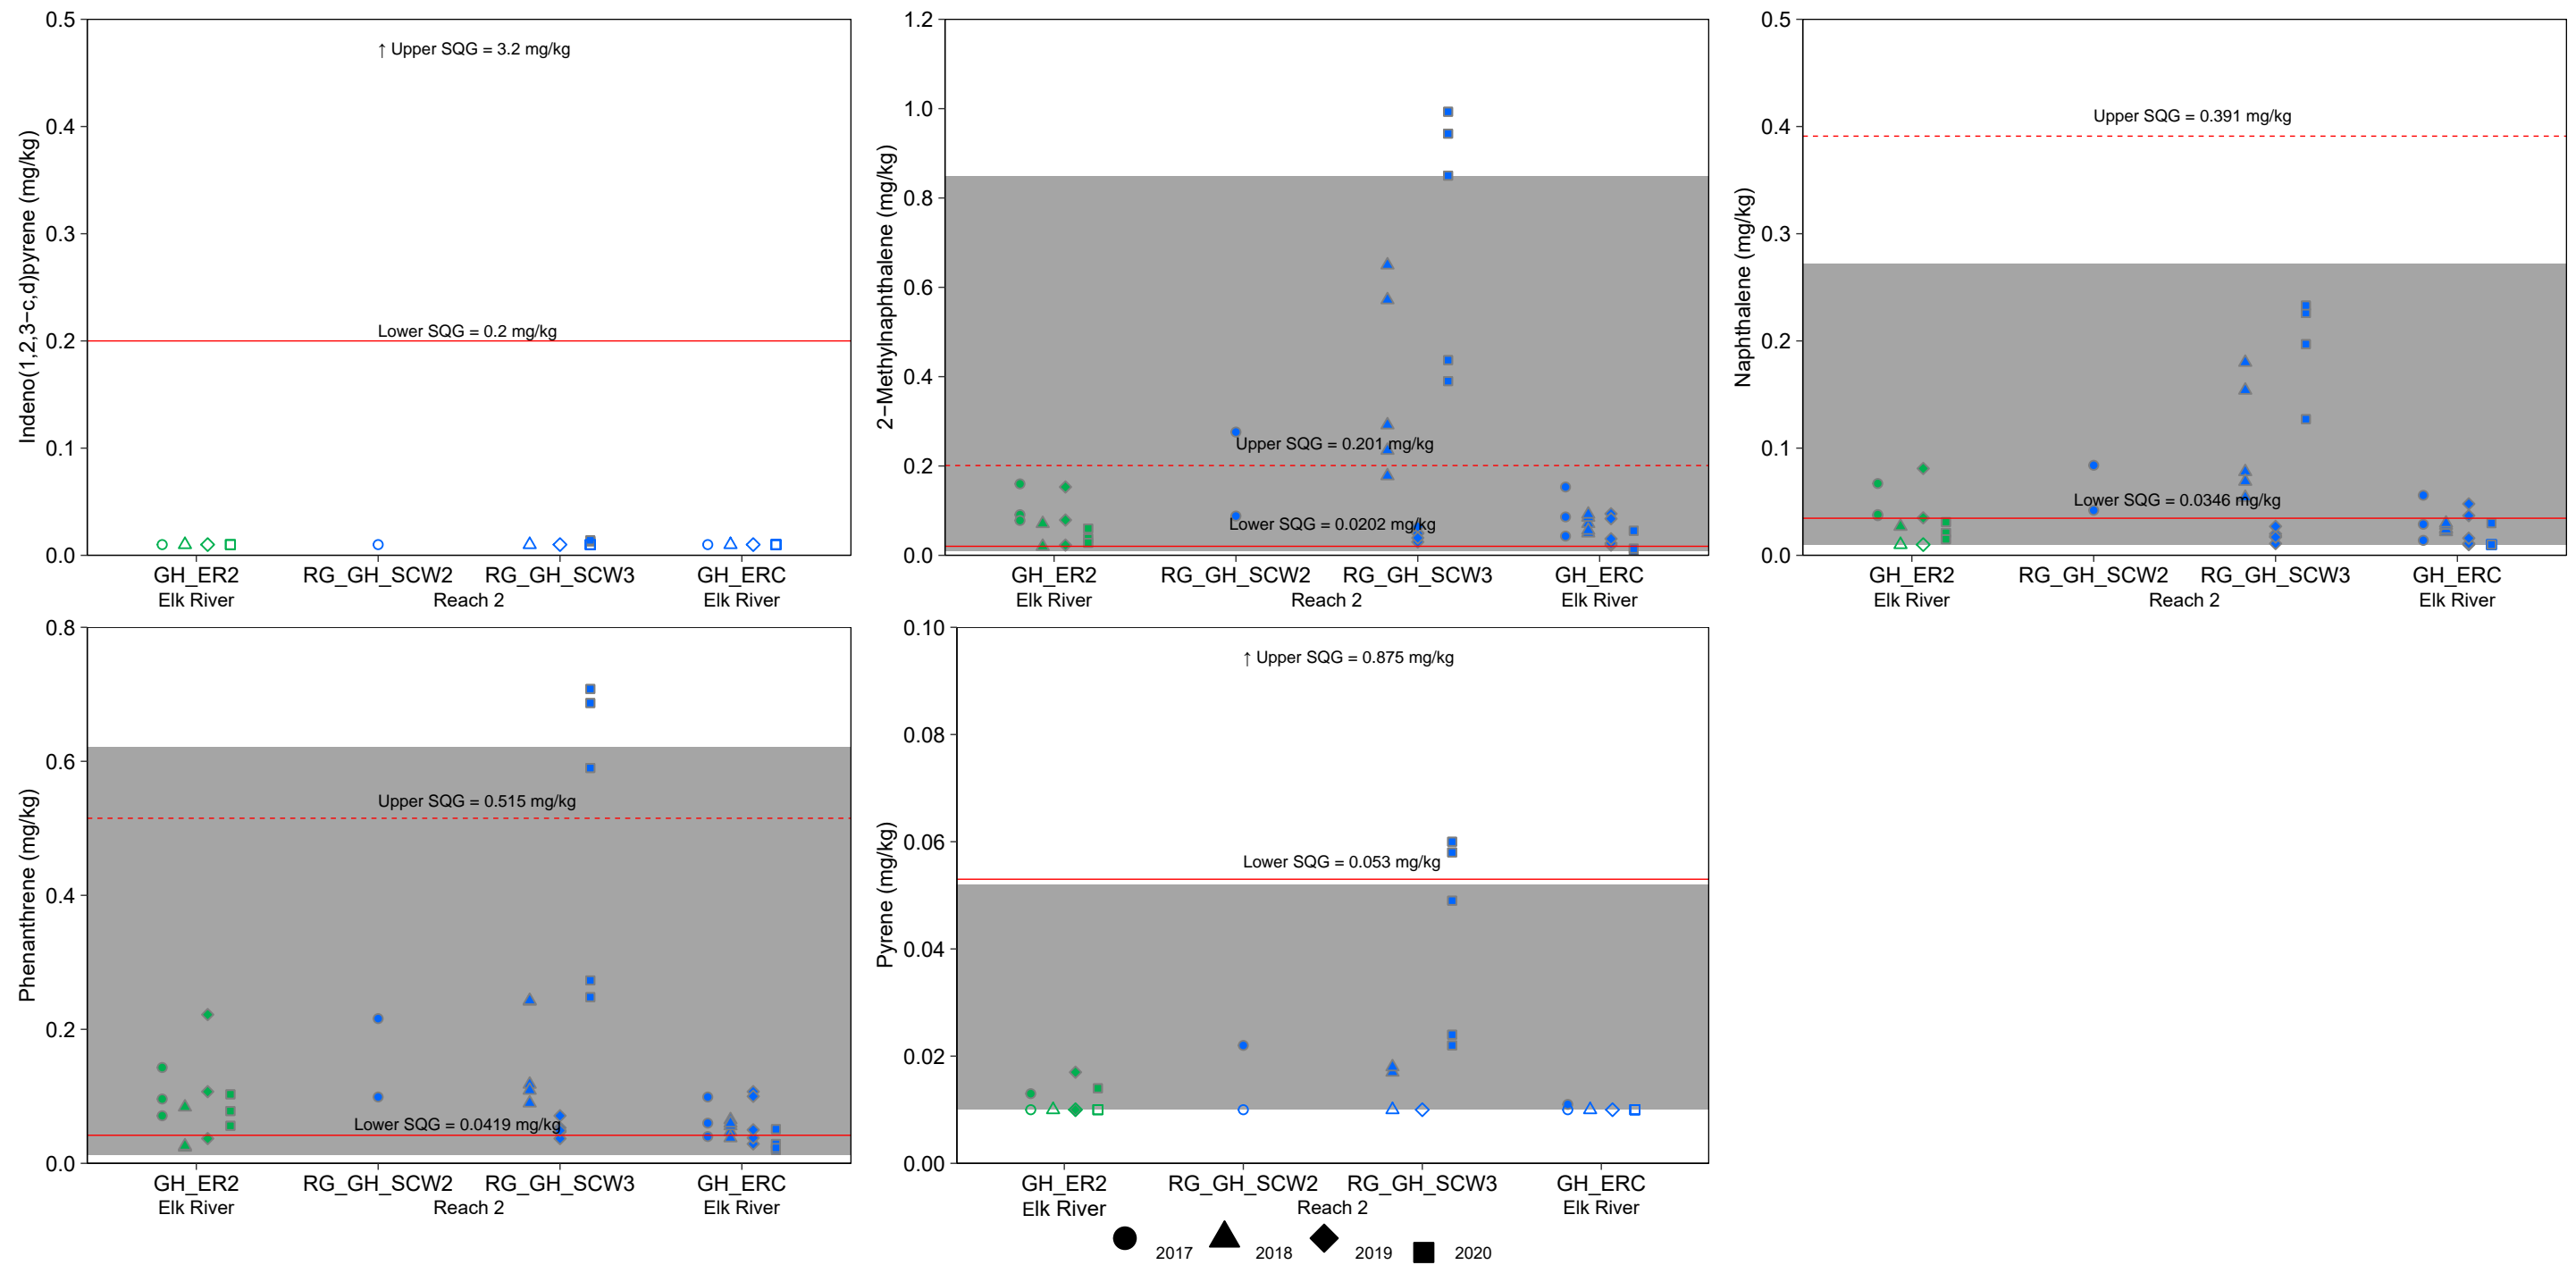 Indeno(1,2,3−c,d)pyrene (mg/kg)
0.5
0.4
0.3
0.2
0.1
0.0
↑ Upper SQG = 3.2 mg/kg
Lower SQG = 0.2 mg/kg
GH_ER2 RG_GH_SCW2 RG_GH_SCW3 GH_ERC
Elk River Reach 2 Elk River
2−Methylnaphthalene (mg/kg)
1.2
1.0
0.8
0.6
0.4
0.2
0.0
Upper SQG = 0.201 mg/kg
Lower SQG = 0.0202 mg/kg
GH_ER2 RG_GH_SCW2 RG_GH_SCW3 GH_ERC
Elk River Reach 2 Elk River
Naphthalene (mg/kg)
0.5
0.4
0.3
0.2
0.1
0.0
Upper SQG = 0.391 mg/kg
Lower SQG = 0.0346 mg/kg
GH_ER2 RG_GH_SCW2 RG_GH_SCW3 GH_ERC
Elk River Reach 2 Elk River
Phenanthrene (mg/kg)
0.8
0.6
0.4
0.2
0.0
Upper SQG = 0.515 mg/kg
Lower SQG = 0.0419 mg/kg
GH_ER2 RG_GH_SCW2 RG_GH_SCW3 GH_ERC
Elk River Reach 2 Elk River
Pyrene (mg/kg)
0.10
0.08
0.06
0.04
0.02
0.00
↑ Upper SQG = 0.875 mg/kg
Lower SQG = 0.053 mg/kg
GH_ER2 RG_GH_SCW2 RG_GH_SCW3 GH_ERC
Elk River Reach 2 Elk River
2017 2018 2019 2020